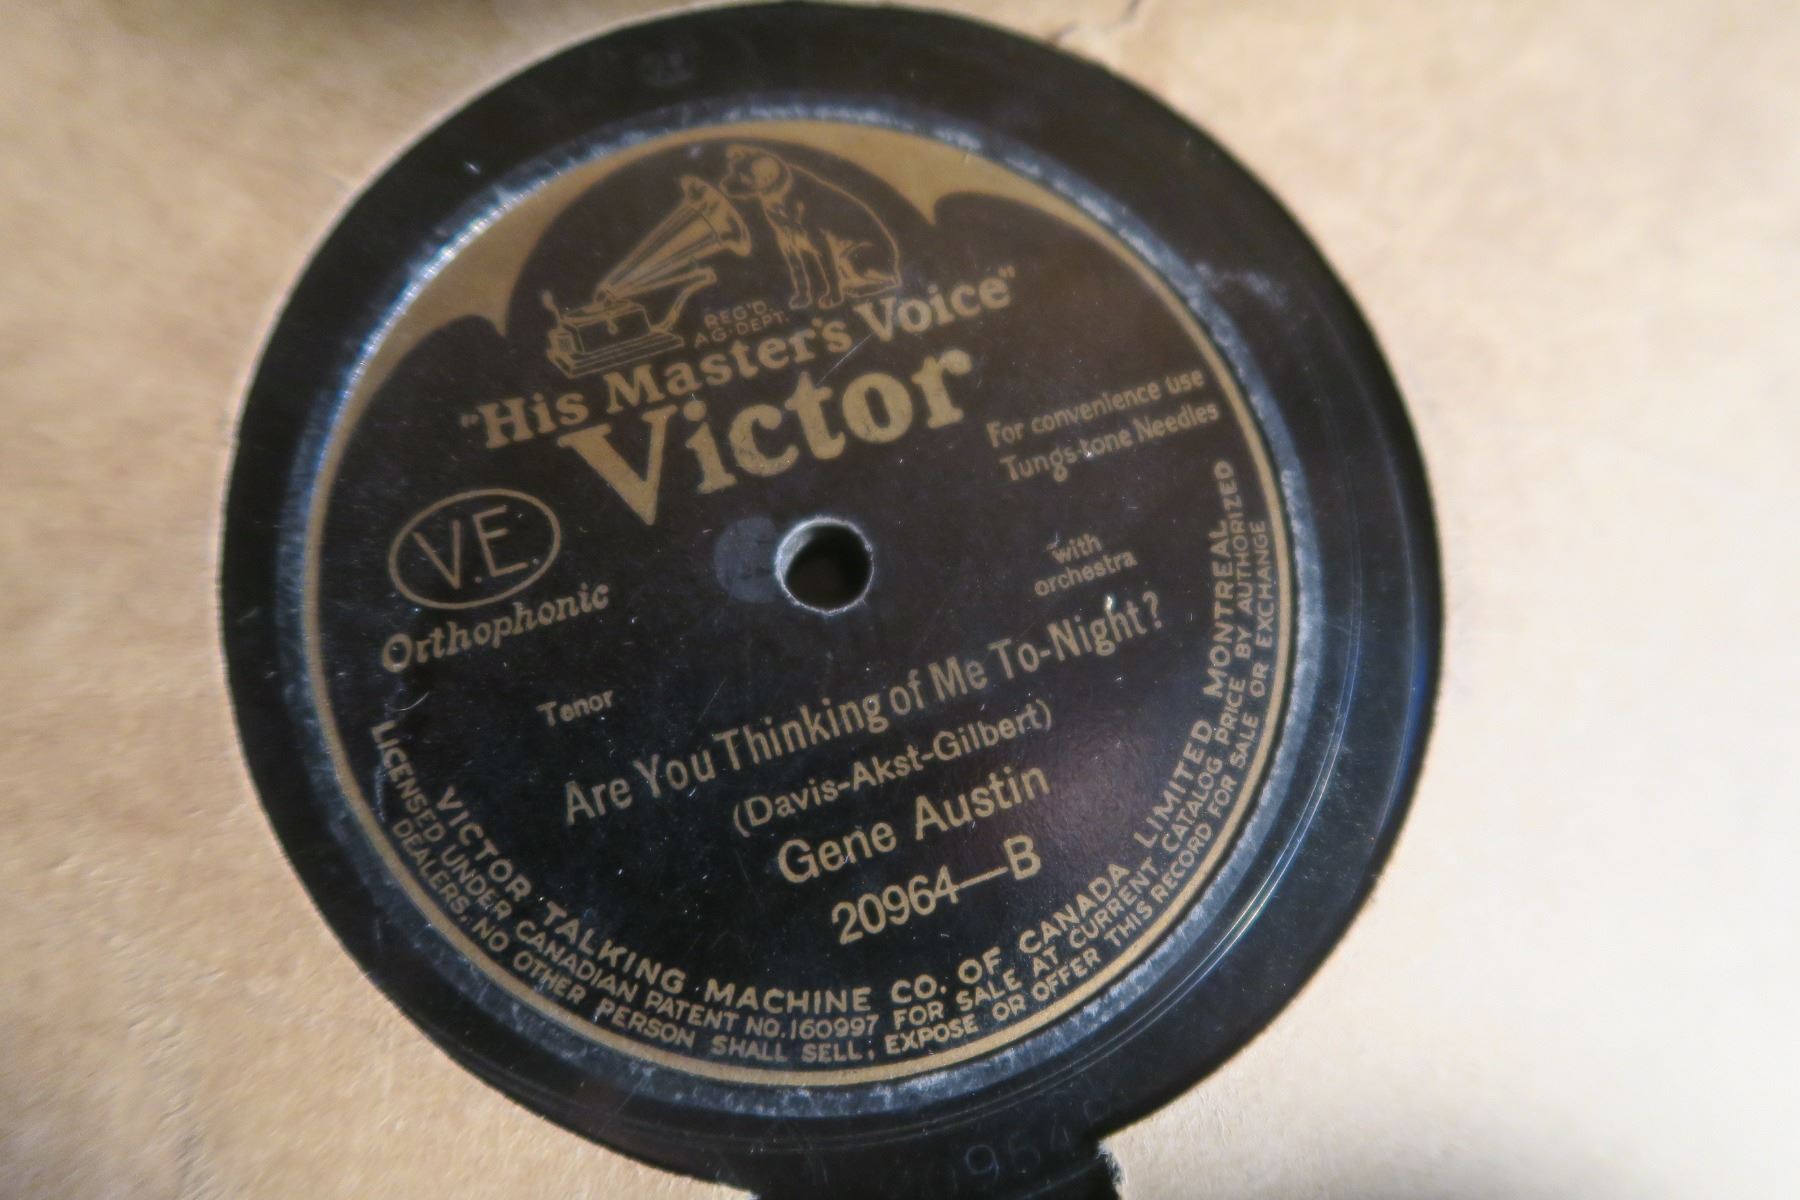 REG'D.
AG. DEPT.
"His Master's Voice"
Victor
For convenience use
Tungs-tone Needles
V.E.
Orthophonic
with
orchestra
Tenor
Are You Thinking of Me To-Night?
(Davis-Akst-Gilbert)
Gene Austin
20964—B
VICTOR TALKING MACHINE CO. OF CANADA LIMITED MONTREAL
LICENSED UNDER CANADIAN PATENT NO. 160997 FOR SALE AT CURRENT CATALOG PRICE BY AUTHORIZED
DEALERS, NO OTHER PERSON SHALL SELL, EXPOSE OR OFFER THIS RECORD FOR SALE OR EXCHANGE